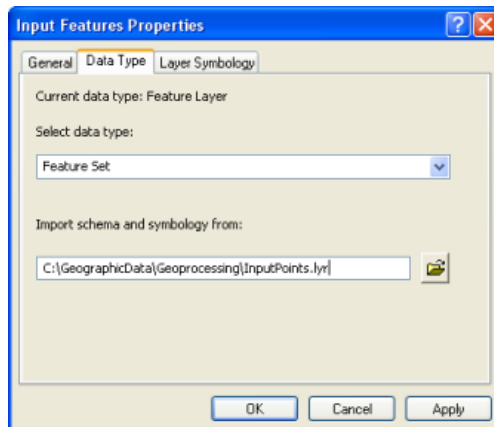 Input Features Properties
General Data Type Layer Symbology
Current data type: Feature Layer
Select data type:
Feature Set
Import schema and symbology from:
C:\GeographicData\Geoprocessing\InputPoints.lyr
OK Cancel Apply